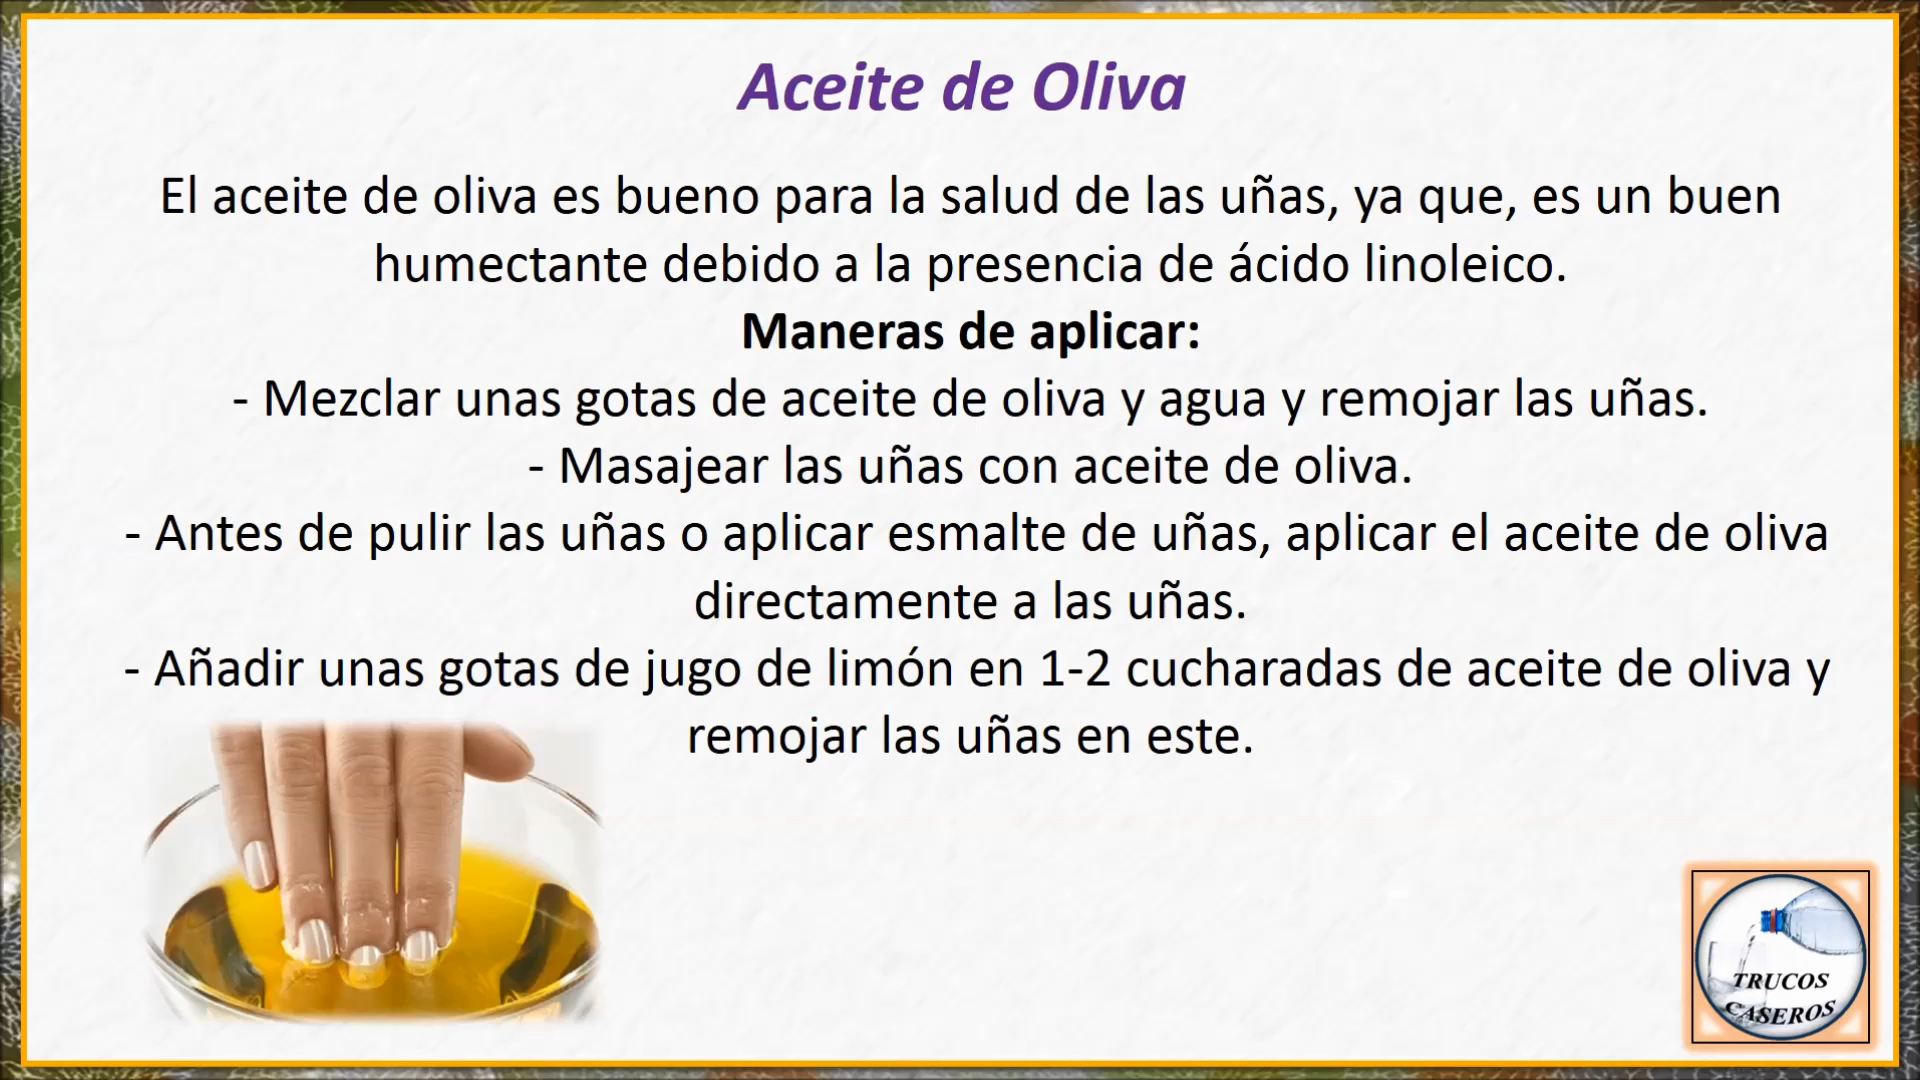 Aceite de Oliva
El aceite de oliva es bueno para la salud de las uñas, ya que, es un buen
humectante debido a la presencia de ácido linoleico.
Maneras de aplicar:
- Mezclar unas gotas de aceite de oliva y agua y remojar las uñas.
- Masajear las uñas con aceite de oliva.
- Antes de pulir las uñas o aplicar esmalte de uñas, aplicar el aceite de oliva
directamente a las uñas.
- Añadir unas gotas de jugo de limón en 1-2 cucharadas de aceite de oliva y
remojar las uñas en este.
TRUCOS
CASEROS